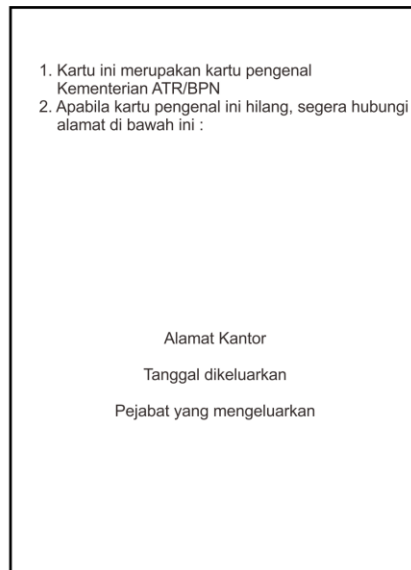 1. Kartu ini merupakan kartu pengenal
Kementerian ATR/BPN
2. Apabila kartu pengenal ini hilang, segera hubungi
alamat di bawah ini :
Alamat Kantor
Tanggal dikeluarkan
Pejabat yang mengeluarkan